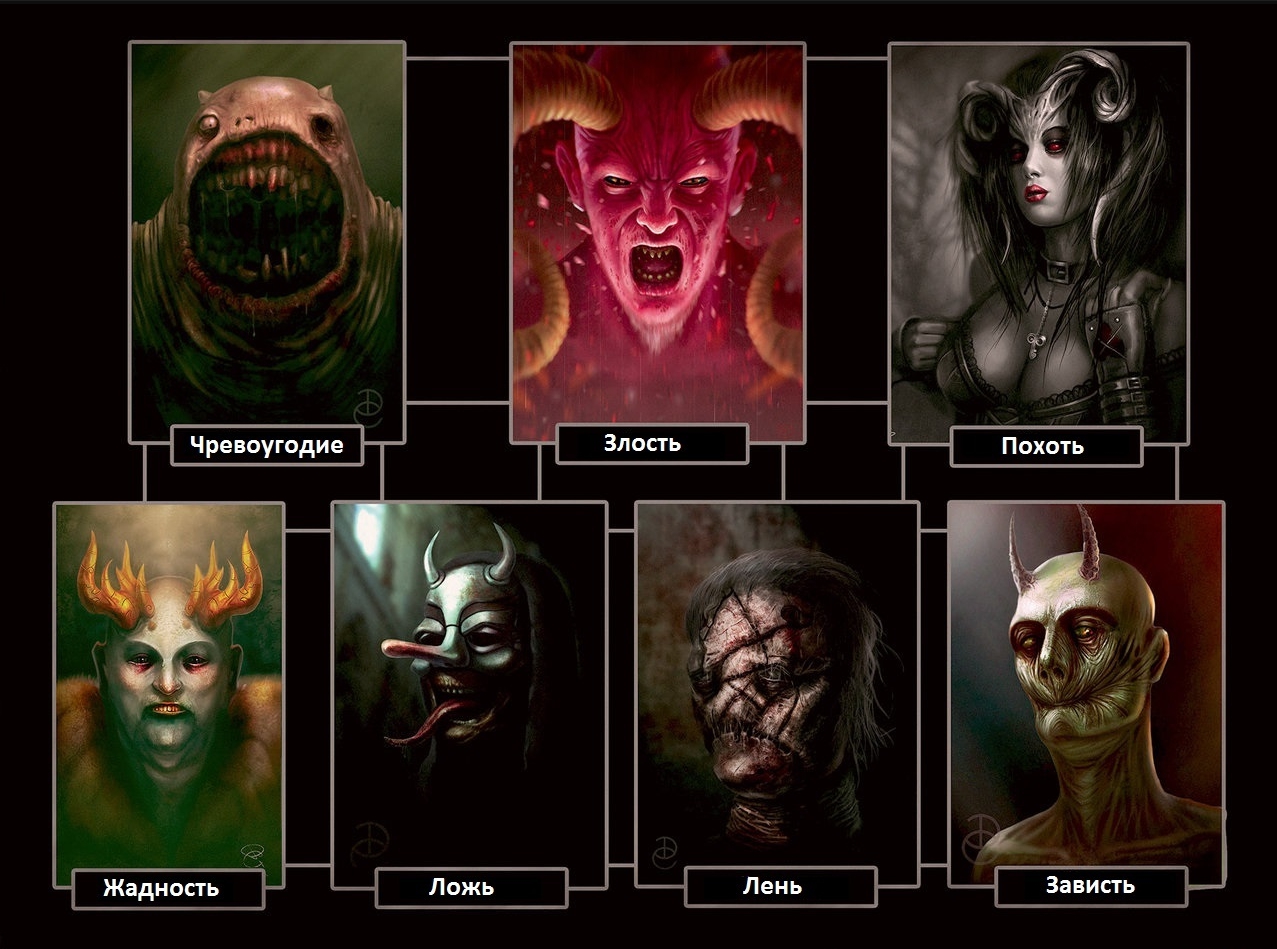 Чревоугодие
Злость
Похоть
Жадность
Ложь
Лень
Зависть